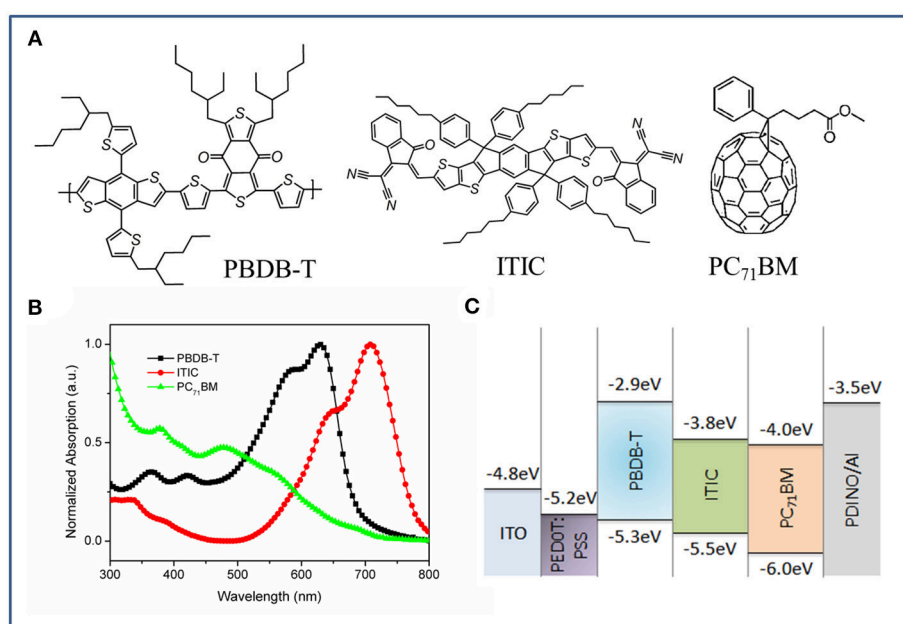 A
S
S
S
O
O
S
S
S
S
S
PBDB-T
O
N
N
S
S
S
S
O
N
N
ITIC
O
O
PC71BM
B
Normalized Absorption (a.u.)
1.0
0.5
0.0
PBDB-T
ITIC
PC71BM
300 400 500 600 700 800
Wavelength (nm)
C
-2.9eV
-3.5eV
-3.8eV
-4.0eV
-4.8eV
-5.2eV
-5.3eV
-5.5eV
-6.0eV
ITO
PEDOT:
PSS
PBDB-T
ITIC
PC71BM
PDINO/Al